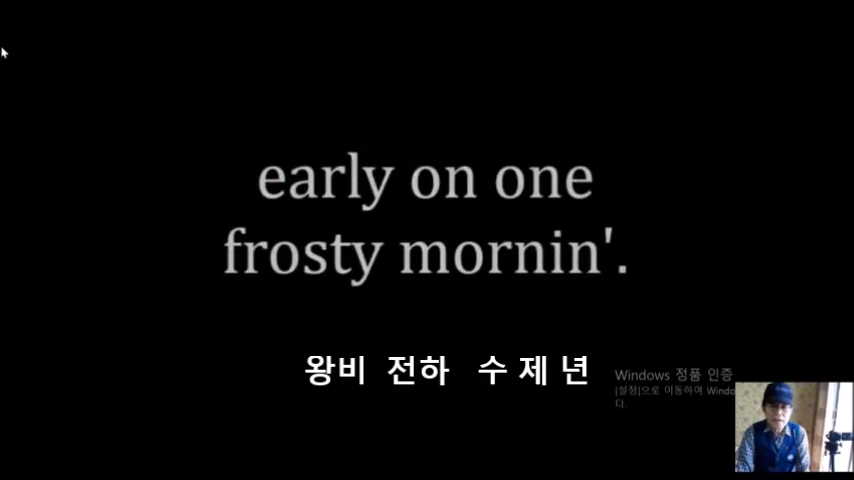 early on one
frosty mornin'.
왕비 전하 수 제 년
Windows 정품 인증
[설정]으로 이동하여 Windo
다.